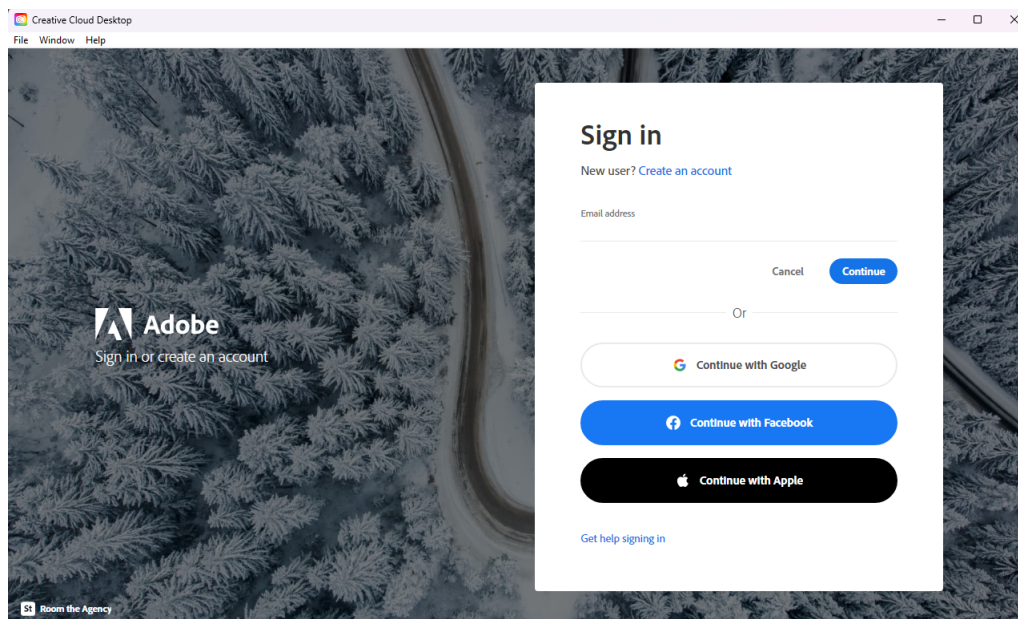 Creative Cloud Desktop
File Window Help
Sign in
New user? Create an account
Email address
Cancel Continue
Or
Continue with Google
Continue with Facebook
Continue with Apple
Get help signing in
Adobe
Sign in or create an account
St Room the Agency